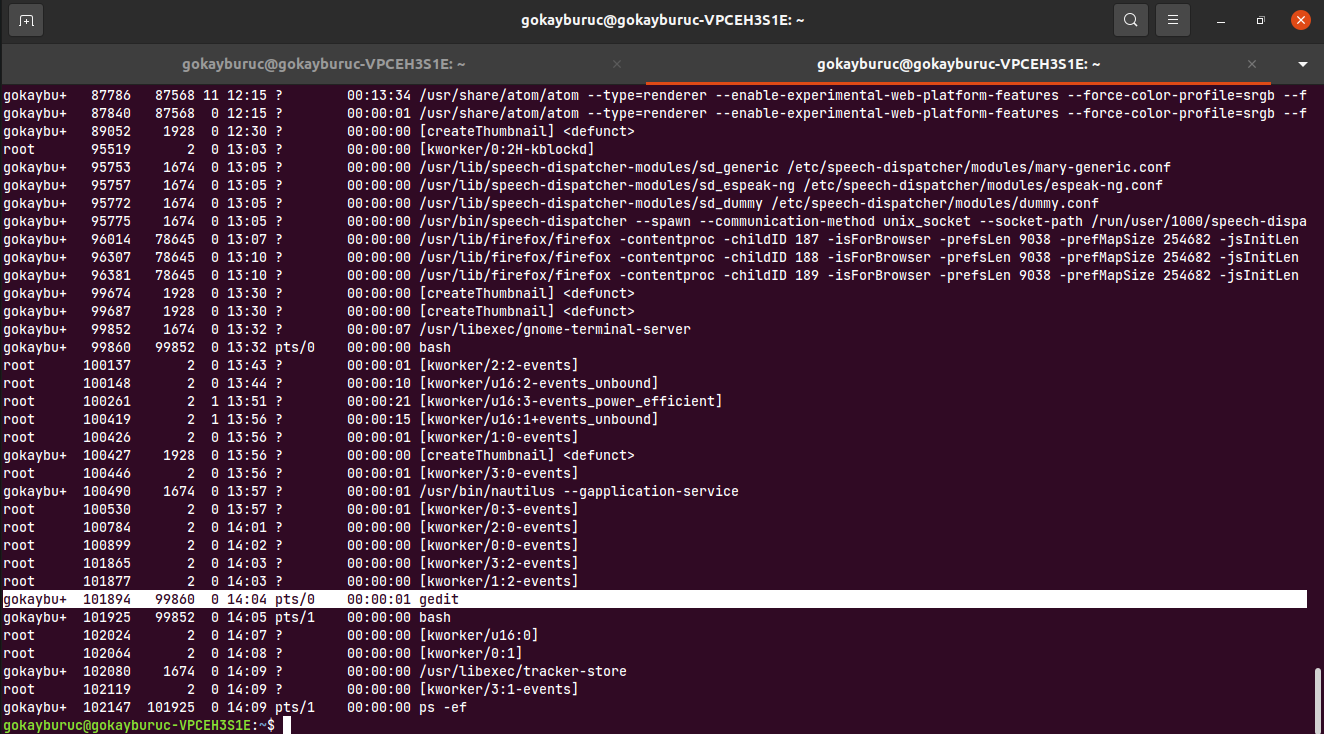 gokayburuc@gokayburuc-VPCEH3S1E: ~
gokayburuc@gokayburuc-VPCEH3S1E: ~ × gokayburuc@gokayburuc-VPCEH3S1E: ~ ×
gokaybu+   87786   87568 11 12:15 ?        00:13:34 /usr/share/atom/atom --type=renderer --enable-experimental-web-platform-features --force-color-profile=srgb --f
gokaybu+   87840   87568  0 12:15 ?        00:00:01 /usr/share/atom/atom --type=renderer --enable-experimental-web-platform-features --force-color-profile=srgb --f
gokaybu+   89052    1928  0 12:30 ?        00:00:00 [createThumbnail] <defunct>
root       95519       2  0 13:03 ?        00:00:00 [kworker/0:2H-kblockd]
gokaybu+   95753    1674  0 13:05 ?        00:00:00 /usr/lib/speech-dispatcher-modules/sd_generic /etc/speech-dispatcher/modules/mary-generic.conf
gokaybu+   95757    1674  0 13:05 ?        00:00:00 /usr/lib/speech-dispatcher-modules/sd_espeak-ng /etc/speech-dispatcher/modules/espeak-ng.conf
gokaybu+   95772    1674  0 13:05 ?        00:00:00 /usr/lib/speech-dispatcher-modules/sd_dummy /etc/speech-dispatcher/modules/dummy.conf
gokaybu+   95775    1674  0 13:05 ?        00:00:00 /usr/bin/speech-dispatcher --spawn --communication-method unix_socket --socket-path /run/user/1000/speech-dispa
gokaybu+   96014   78645  0 13:07 ?        00:00:00 /usr/lib/firefox/firefox -contentproc -childID 187 -isForBrowser -prefsLen 9038 -prefMapSize 254682 -jsInitLen
gokaybu+   96307   78645  0 13:10 ?        00:00:00 /usr/lib/firefox/firefox -contentproc -childID 188 -isForBrowser -prefsLen 9038 -prefMapSize 254682 -jsInitLen
gokaybu+   96381   78645  0 13:10 ?        00:00:00 /usr/lib/firefox/firefox -contentproc -childID 189 -isForBrowser -prefsLen 9038 -prefMapSize 254682 -jsInitLen
gokaybu+   99674    1928  0 13:30 ?        00:00:00 [createThumbnail] <defunct>
gokaybu+   99687    1928  0 13:30 ?        00:00:00 [createThumbnail] <defunct>
gokaybu+   99852    1674  0 13:32 ?        00:00:07 /usr/libexec/gnome-terminal-server
gokaybu+   99860   99852  0 13:32 pts/0    00:00:00 bash
root      100137       2  0 13:43 ?        00:00:01 [kworker/2:2-events]
root      100148       2  0 13:44 ?        00:00:10 [kworker/u16:2-events_unbound]
root      100261       2  1 13:51 ?        00:00:21 [kworker/u16:3-events_power_efficient]
root      100419       2  1 13:56 ?        00:00:15 [kworker/u16:1+events_unbound]
root      100426       2  0 13:56 ?        00:00:01 [kworker/1:0-events]
gokaybu+  100427    1928  0 13:56 ?        00:00:00 [createThumbnail] <defunct>
root      100446       2  0 13:56 ?        00:00:01 [kworker/3:0-events]
gokaybu+  100490    1674  0 13:57 ?        00:00:01 /usr/bin/nautilus --gapplication-service
root      100530       2  0 13:57 ?        00:00:01 [kworker/0:3-events]
root      100784       2  0 14:01 ?        00:00:00 [kworker/2:0-events]
root      100899       2  0 14:02 ?        00:00:00 [kworker/0:0-events]
root      101865       2  0 14:03 ?        00:00:00 [kworker/3:2-events]
root      101877       2  0 14:03 ?        00:00:00 [kworker/1:2-events]
gokaybu+  101894   99860  0 14:04 pts/0    00:00:01 gedit
gokaybu+  101925   99852  0 14:05 pts/1    00:00:00 bash
root      102024       2  0 14:07 ?        00:00:00 [kworker/u16:0]
root      102064       2  0 14:08 ?        00:00:00 [kworker/0:1]
gokaybu+  102080    1674  0 14:09 ?        00:00:00 /usr/libexec/tracker-store
root      102119       2  0 14:09 ?        00:00:00 [kworker/3:1-events]
gokaybu+  102147  101925  0 14:09 pts/1    00:00:00 ps -ef
gokayburuc@gokayburuc-VPCEH3S1E:~$